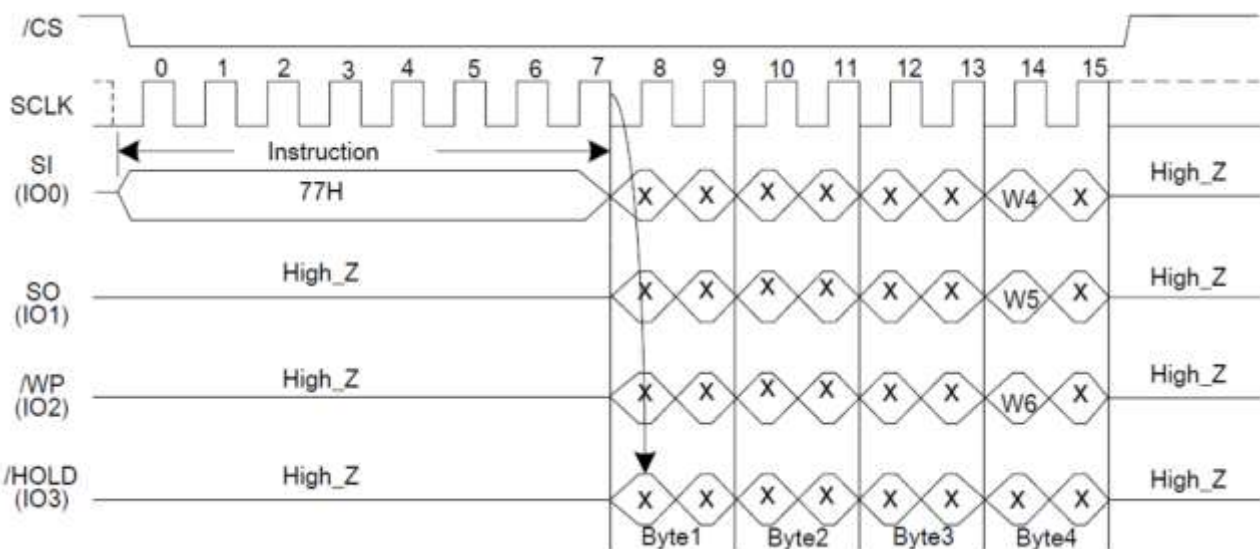 /CS
0 1 2 3 4 5 6 7 8 9 10 11 12 13 14 15
SCLK
Instruction
SI
(IO0)
77H
X X X X X X W4 X
High_Z
SO
(IO1)
High_Z
X X X X X X W5 X
High_Z
/WP
(IO2)
High_Z
X X X X X X W6 X
High_Z
/HOLD
(IO3)
High_Z
X X X X X X X X
High_Z
Byte1 Byte2 Byte3 Byte4